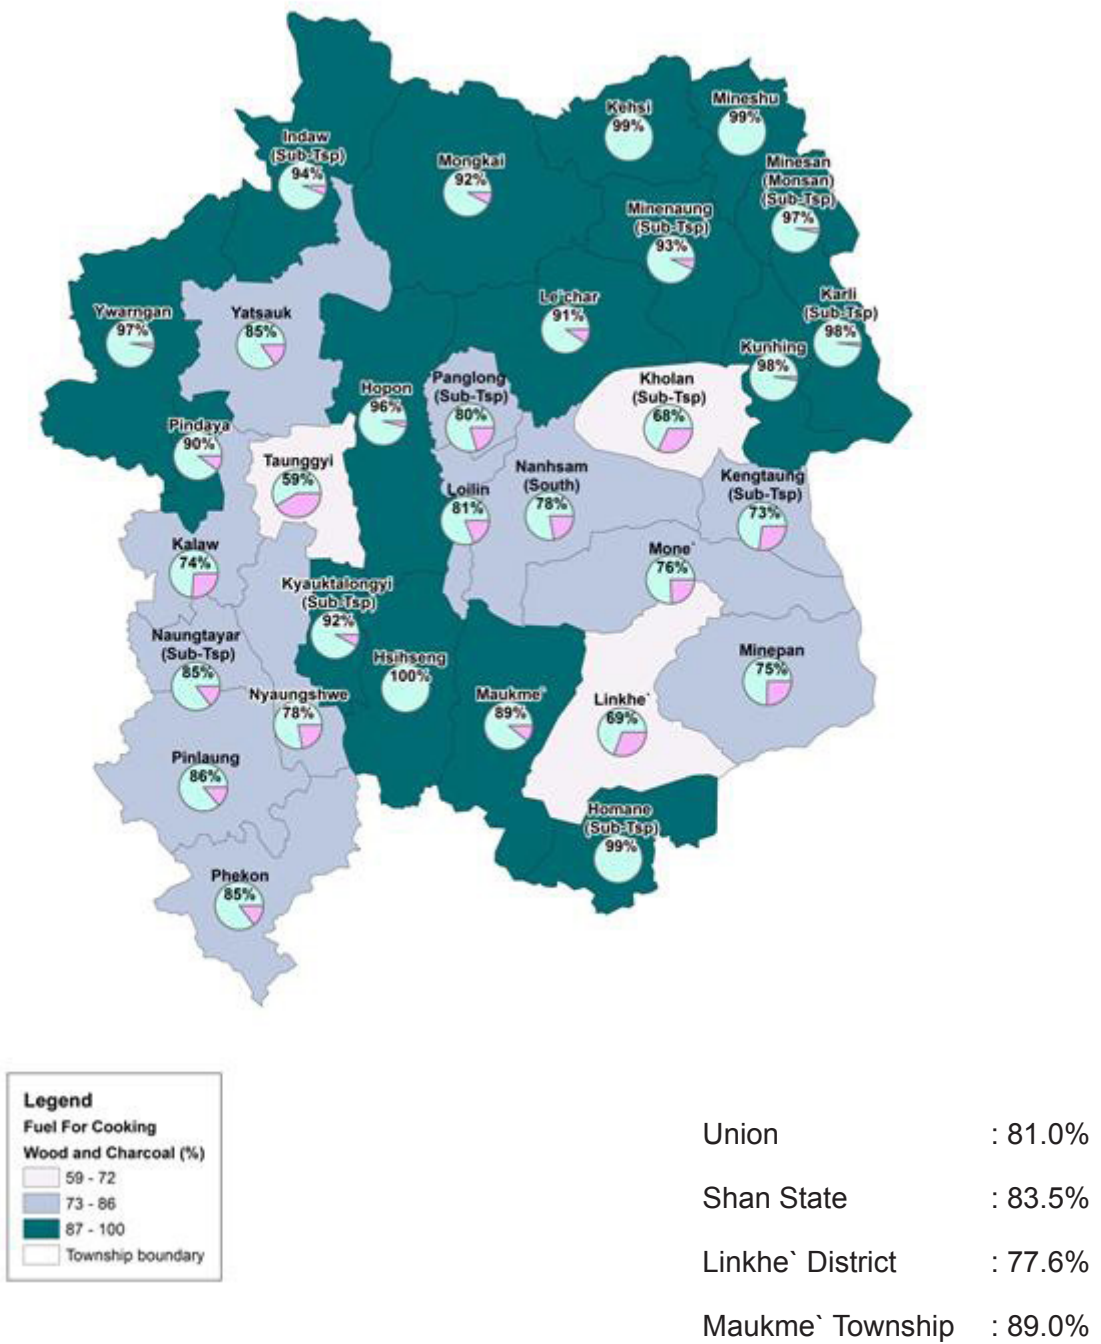 Kehsi
99%
Mineshu
99%
Indaw
(Sub-Tsp)
94%
Mongkai
92%
Minesan
(Monsan)
(Sub-Tsp)
97%
Minenaung
(Sub-Tsp)
93%
Ywarngan
97%
Yatsauk
85%
Le`char
91%
Karli
(Sub-Tsp)
98%
Kunhing
98%
Hopon
96%
Panglong
(Sub-Tsp)
80%
Kholan
(Sub-Tsp)
68%
Pindaya
90%
Taunggyi
59%
Loilin
81%
Nanhsam
(South)
78%
Kengtaung
(Sub-Tsp)
73%
Kalaw
74%
Mone`
76%
Kyauktalongyi
(Sub-Tsp)
92%
Naungtayar
(Sub-Tsp)
85%
Hsihseng
100%
Minepan
75%
Nyaungshwe
78%
Maukme`
89%
Linkhe`
69%
Pinlaung
86%
Homane
(Sub-Tsp)
99%
Phekon
85%
Legend
Fuel For Cooking
Wood and Charcoal (%)
59 - 72
73 - 86
87 - 100
Township boundary
Union : 81.0%
Shan State : 83.5%
Linkhe` District : 77.6%
Maukme` Township : 89.0%